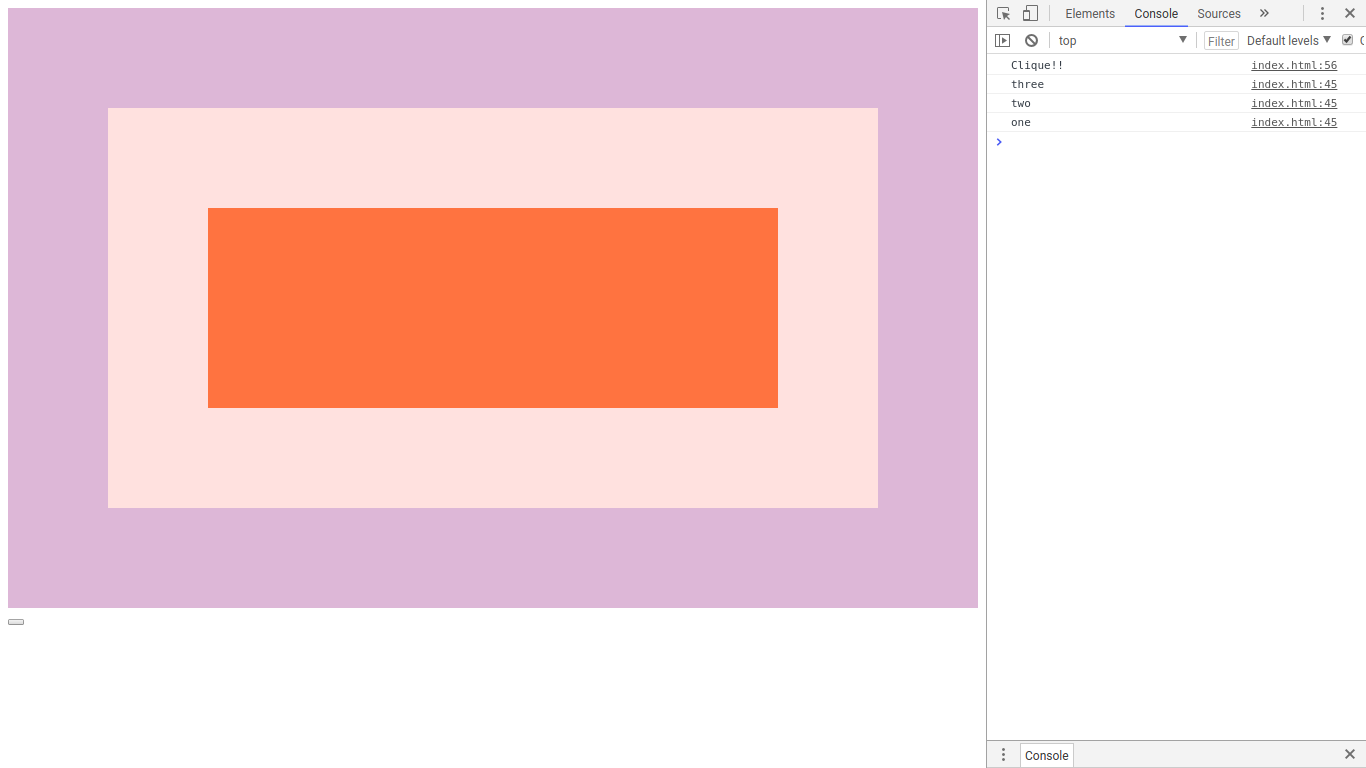 Elements Console Sources
top Filter Default levels
Clique!! index.html:56
three index.html:45
two index.html:45
one index.html:45
Console